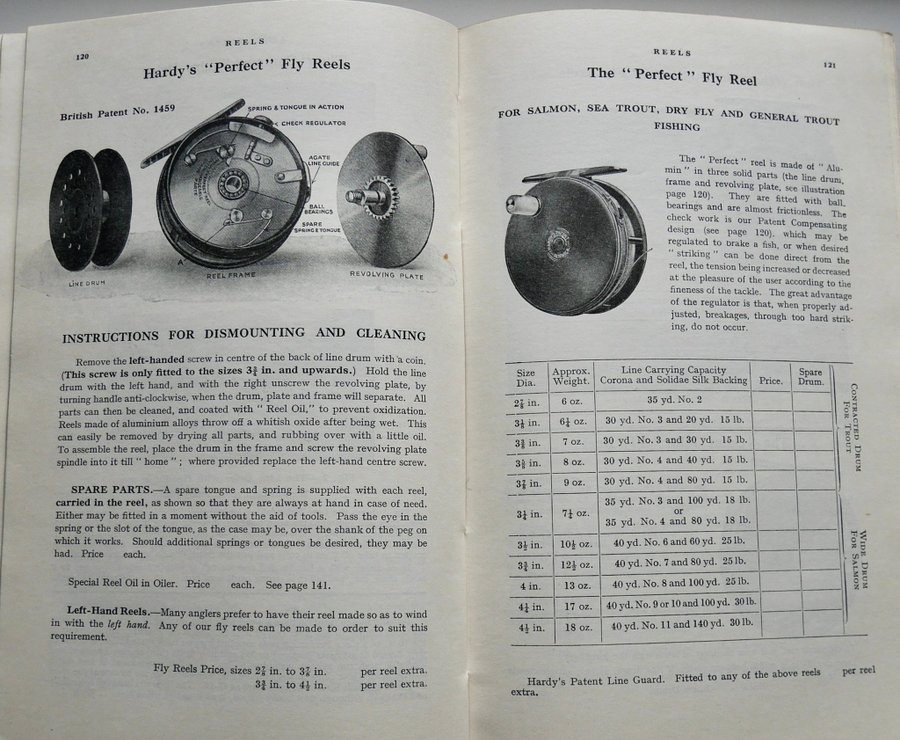 120
REELS
Hardy's "Perfect" Fly Reels
British Patent No. 1459
SPRING & TONGUE IN ACTION
CHECK REGULATOR
AGATE
LINE GUIDE
BALL
BEARINGS
SPARE
SPRING & TONGUE
A
LINE DRUM
REEL FRAME
REVOLVING PLATE
INSTRUCTIONS FOR DISMOUNTING AND CLEANING
Remove the left-handed screw in centre of the back of line drum with a coin.
(This screw is only fitted to the sizes 3¾ in. and upwards.) Hold the line
drum with the left hand, and with the right unscrew the revolving plate, by
turning handle anti-clockwise, when the drum, plate and frame will separate. All
parts can then be cleaned, and coated with "Reel Oil," to prevent oxidization.
Reels made of aluminium alloys throw off a whitish oxide after being wet. This
can easily be removed by drying all parts, and rubbing over with a little oil.
To assemble the reel, place the drum in the frame and screw the revolving plate
spindle into it till "home"; where provided replace the left-hand centre screw.
SPARE PARTS.—A spare tongue and spring is supplied with each reel,
carried in the reel, as shown so that they are always at hand in case of need.
Either may be fitted in a moment without the aid of tools. Pass the eye in the
spring or the slot of the tongue, as the case may be, over the shank of the peg on
which it works. Should additional springs or tongues be desired, they may be
had. Price each.
Special Reel Oil in Oiler. Price each. See page 141.
Left-Hand Reels.—Many anglers prefer to have their reel made so as to wind
in with the left hand. Any of our fly reels can be made to order to suit this
requirement.
Fly Reels Price, sizes 2⅞ in. to 3⅞ in. per reel extra.
3¾ in. to 4½ in. per reel extra.
REELS
121
The "Perfect" Fly Reel
FOR SALMON, SEA TROUT, DRY FLY AND GENERAL TROUT
FISHING
The "Perfect" reel is made of "Alu-
min" in three solid parts (the line drum,
frame and revolving plate, see illustration
page 120). They are fitted with ball
bearings and are almost frictionless. The
check work is our Patent Compensating
design (see page 120), which may be
regulated to brake a fish, or when desired
"striking" can be done direct from the
reel, the tension being increased or decreased
at the pleasure of the user according to the
fineness of the tackle. The great advantage
of the regulator is that, when properly ad-
justed, breakages, through too hard strik-
ing, do not occur.
Size Dia. Approx. Weight. Line Carrying Capacity Corona and Solidae Silk Backing Price. Spare Drum.
2⅞ in. 6 oz. 35 yd. No. 2
3⅛ in. 6¼ oz. 30 yd. No. 3 and 20 yd. 15 lb.
3⅜ in. 7 oz. 30 yd. No. 3 and 30 yd. 15 lb.
3⅝ in. 8 oz. 30 yd. No. 4 and 40 yd. 15 lb.
3⅞ in. 9 oz. 30 yd. No. 4 and 80 yd. 15 lb.
3¼ in. 7¼ oz. 35 yd. No. 3 and 100 yd. 18 lb.
or
35 yd. No. 4 and 80 yd. 18 lb.
3½ in. 10½ oz. 40 yd. No. 6 and 60 yd. 25 lb.
3¾ in. 12½ oz. 40 yd. No. 7 and 80 yd. 25 lb.
4 in. 13 oz. 40 yd. No. 8 and 100 yd. 25 lb.
4¼ in. 17 oz. 40 yd. No. 9 or 10 and 100 yd. 30 lb.
4½ in. 18 oz. 40 yd. No. 11 and 140 yd. 30 lb.
CONTRACTED DRUM
FOR TROUT
WIDE DRUM
FOR SALMON
Hardy's Patent Line Guard. Fitted to any of the above reels per reel
extra.